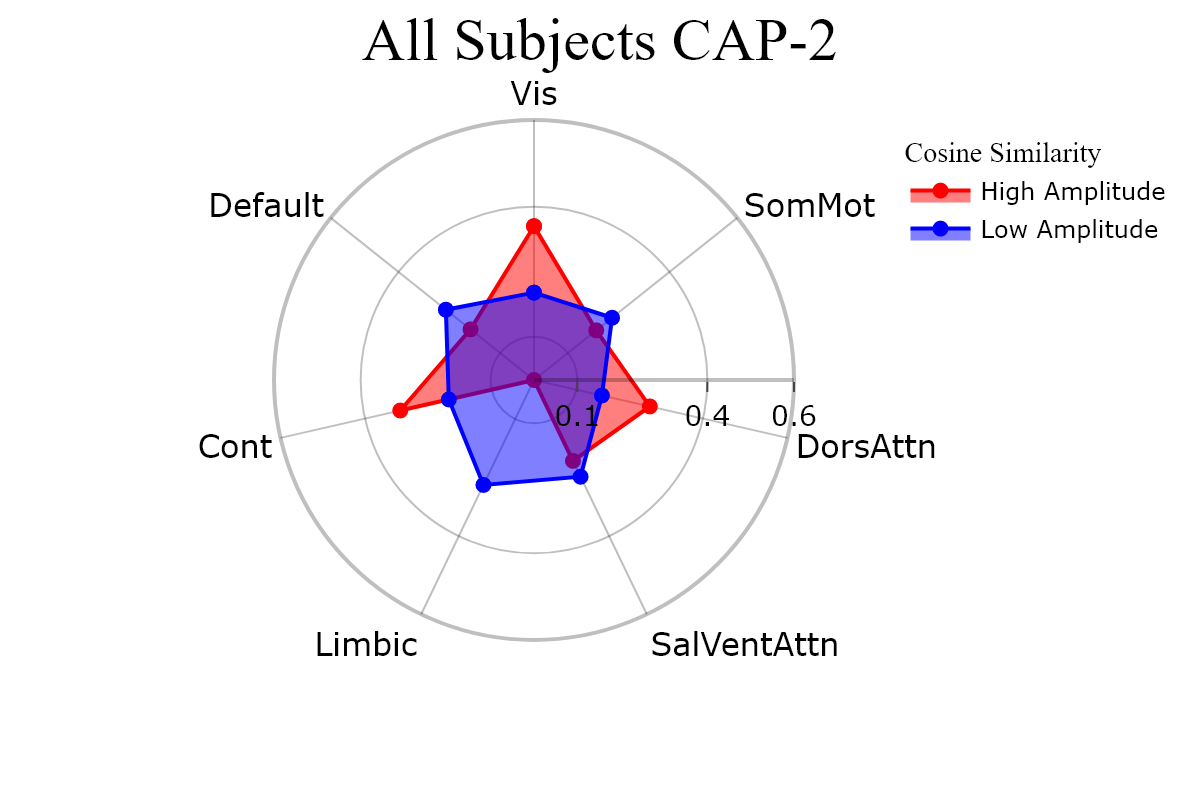 All Subjects CAP-2
Vis
Default
SomMot
Cosine Similarity
High Amplitude
Low Amplitude
0.1
0.4
0.6
Cont
DorsAttn
Limbic
SalVentAttn